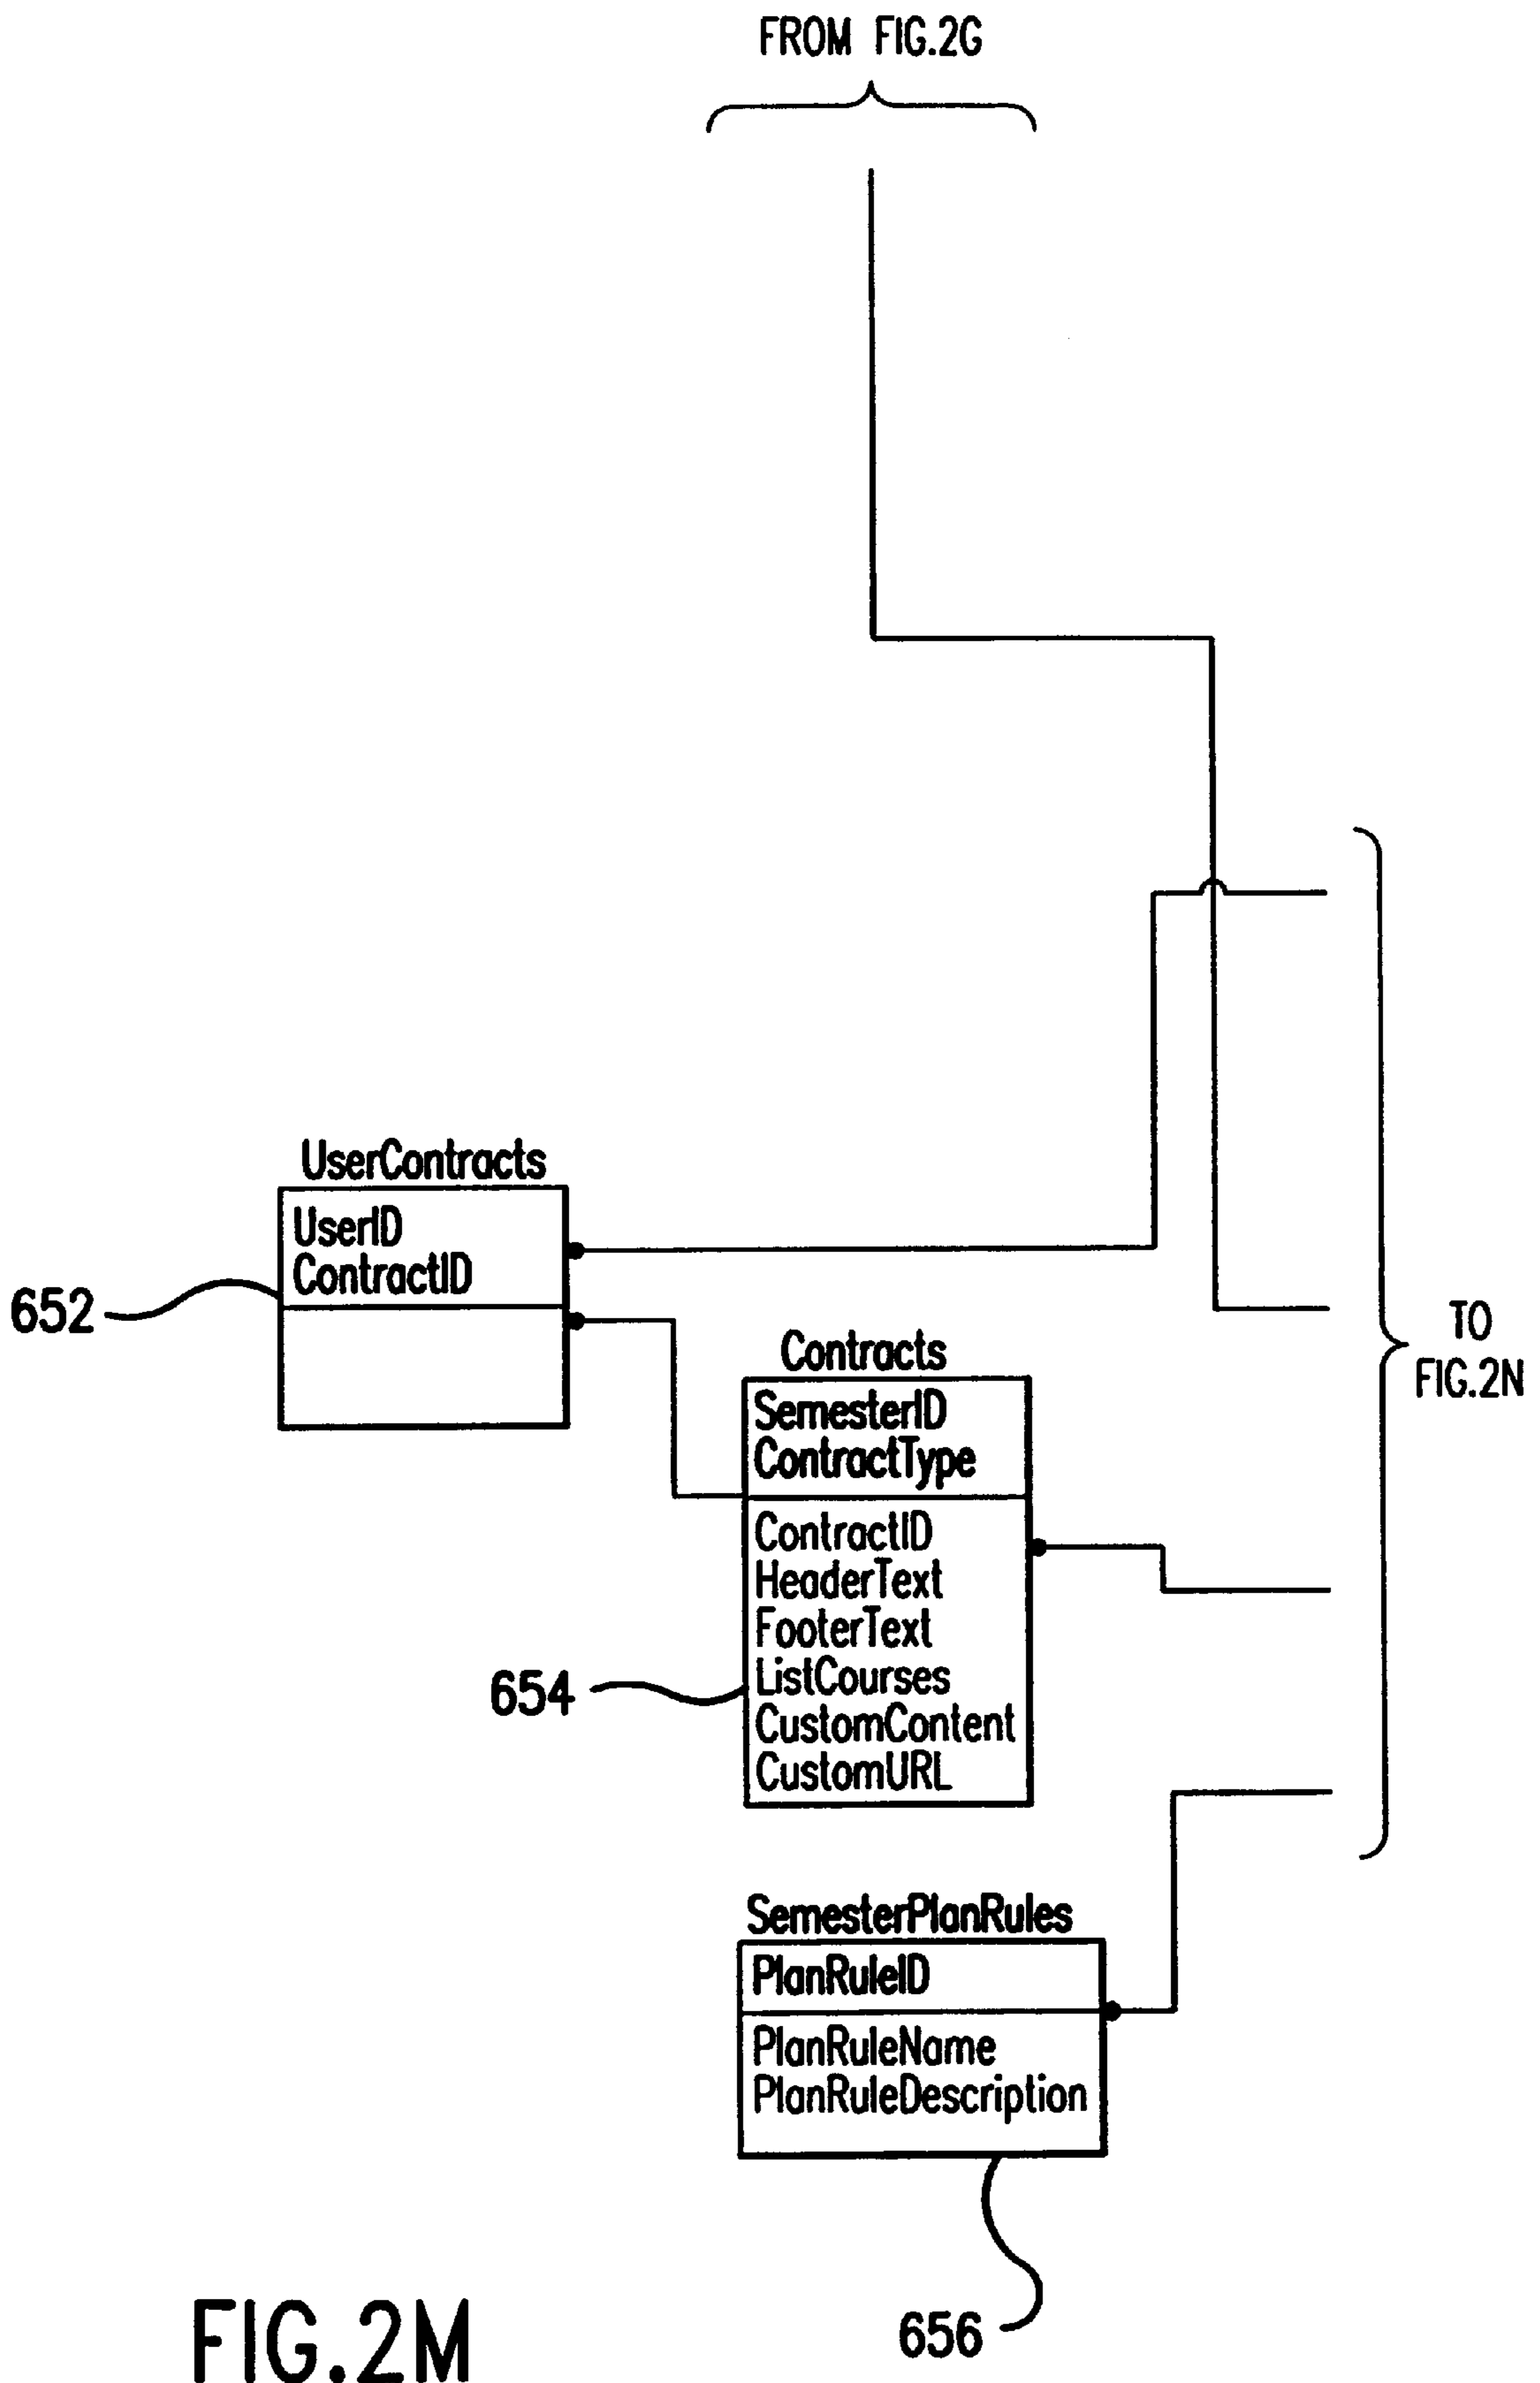 FROM FIG.2G
UserContracts
UserID
ContractID
652
TO
FIG.2N
Contracts
SemesterID
ContractType
ContractID
HeaderText
FooterText
ListCourses
CustomContent
CustomURL
654
SemesterPlanRules
PlanRuleID
PlanRuleName
PlanRuleDescription
656
FIG.2M